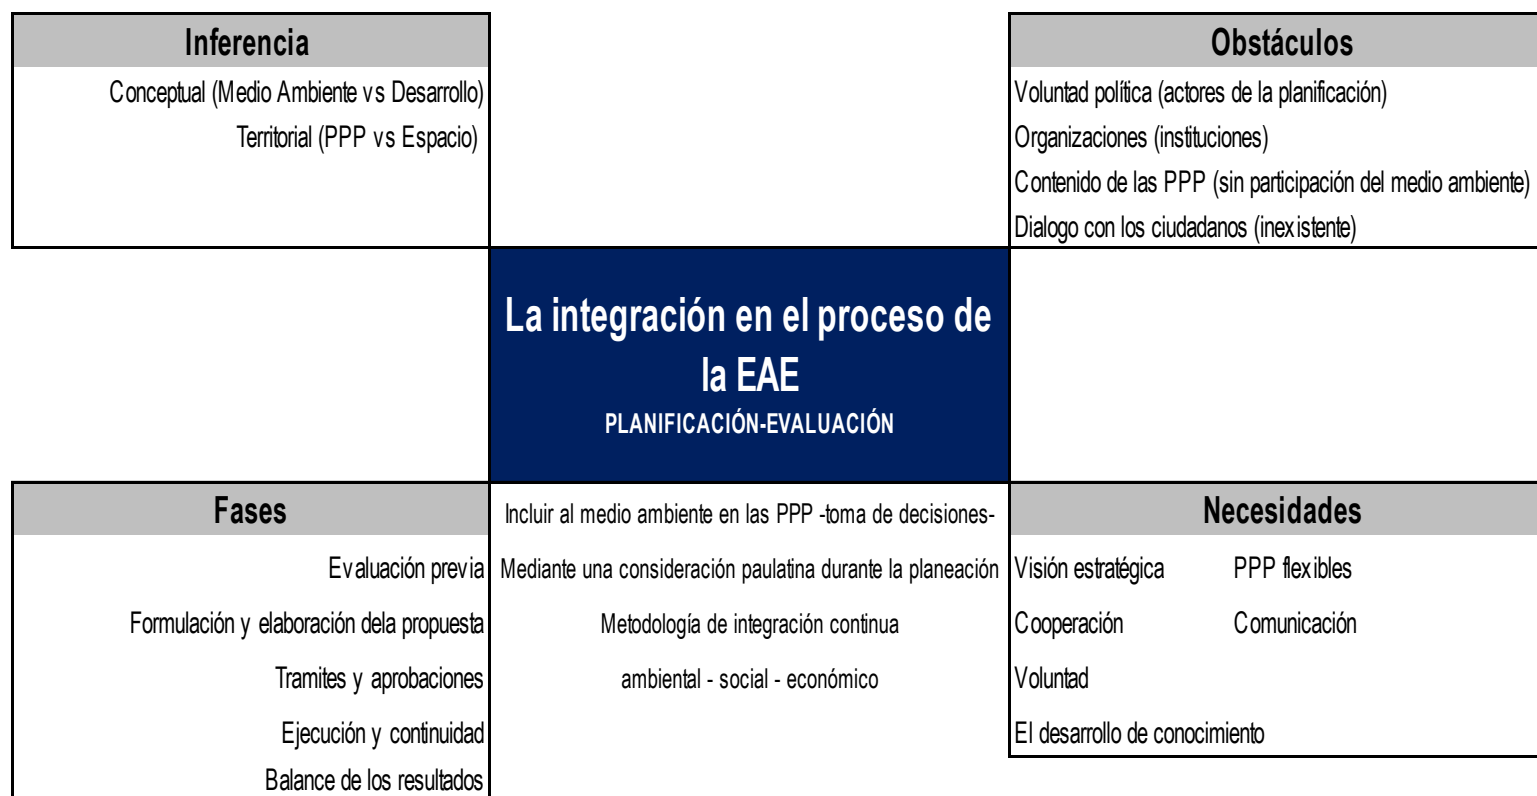 Inferencia
Conceptual (Medio Ambiente vs Desarrollo)
Territorial (PPP vs Espacio)
Obstáculos
Voluntad política (actores de la planificación)
Organizaciones (instituciones)
Contenido de las PPP (sin participación del medio ambiente)
Dialogo con los ciudadanos (inexistente)
La integración en el proceso de
la EAE
PLANIFICACIÓN-EVALUACIÓN
Fases
Evaluación previa
Formulación y elaboración dela propuesta
Tramites y aprobaciones
Ejecución y continuidad
Balance de los resultados
Incluir al medio ambiente en las PPP -toma de decisiones-
Mediante una consideración paulatina durante la planeación
Metodología de integración continua
ambiental - social - económico
Necesidades
Visión estratégica PPP flexibles
Cooperación Comunicación
Voluntad
El desarrollo de conocimiento